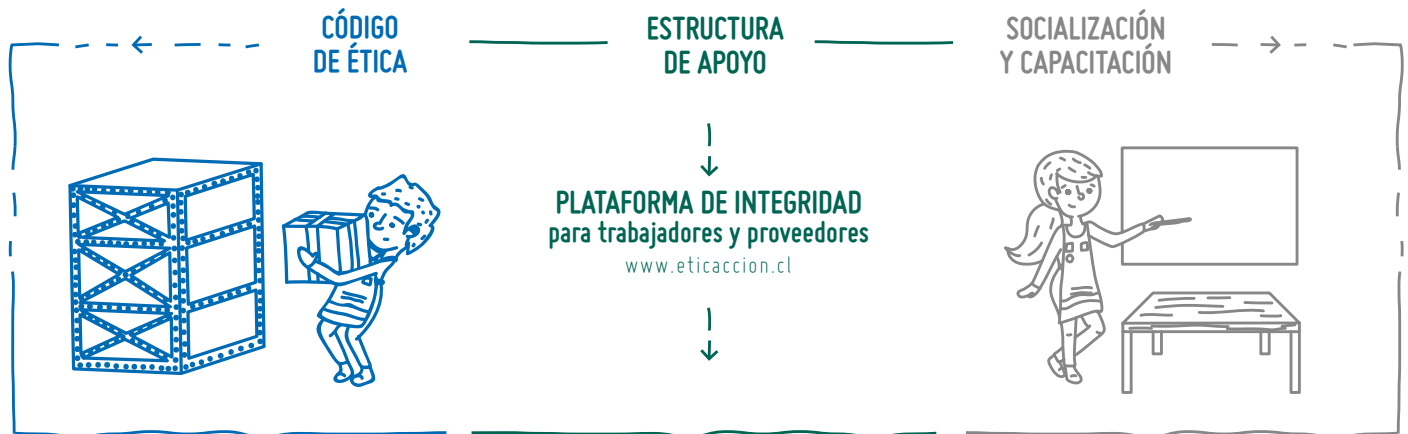 CÓDIGO
DE ÉTICA
ESTRUCTURA
DE APOYO
SOCIALIZACIÓN
Y CAPACITACIÓN
PLATAFORMA DE INTEGRIDAD
para trabajadores y proveedores
www.eticaccion.cl